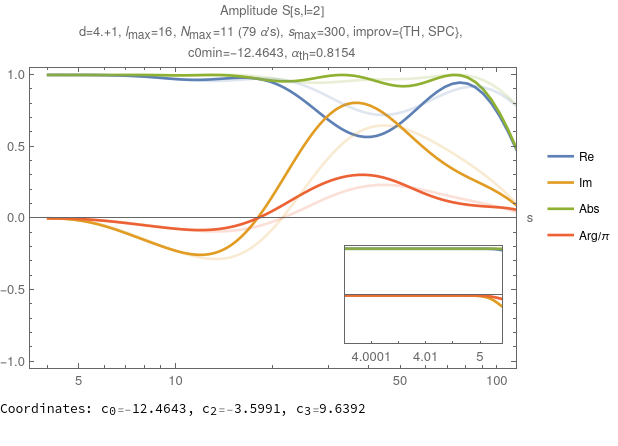 Amplitude S[s,l=2]
d=4.+1, lmax=16, Nmax=11 (79 α's), smax=300, improv={TH, SPC},
c0min=−12.4643, αth=0.8154
1.0
0.5
0.0
−0.5
−1.0
s
Re
Im
Abs
Arg/π
4.0001 4.01 5
5 10 50 100
Coordinates: c0=-12.4643, c2=-3.5991, c3=9.6392